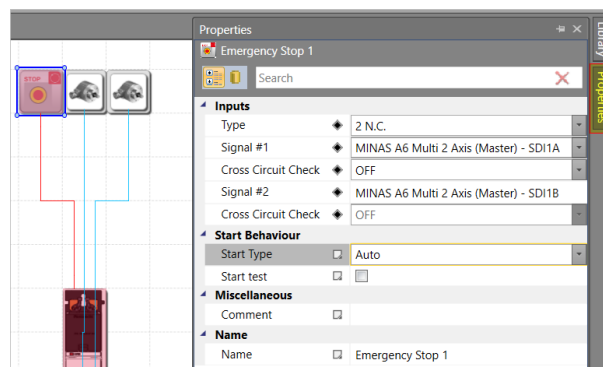 Properties
Emergency Stop 1
Search
Inputs
Type 2 N.C.
Signal #1 MINAS A6 Multi 2 Axis (Master) - SDI1A
Cross Circuit Check OFF
Signal #2 MINAS A6 Multi 2 Axis (Master) - SDI1B
Cross Circuit Check OFF
Start Behaviour
Start Type Auto
Start test
Miscellaneous
Comment
Name
Name Emergency Stop 1
STOP
Library
Properties